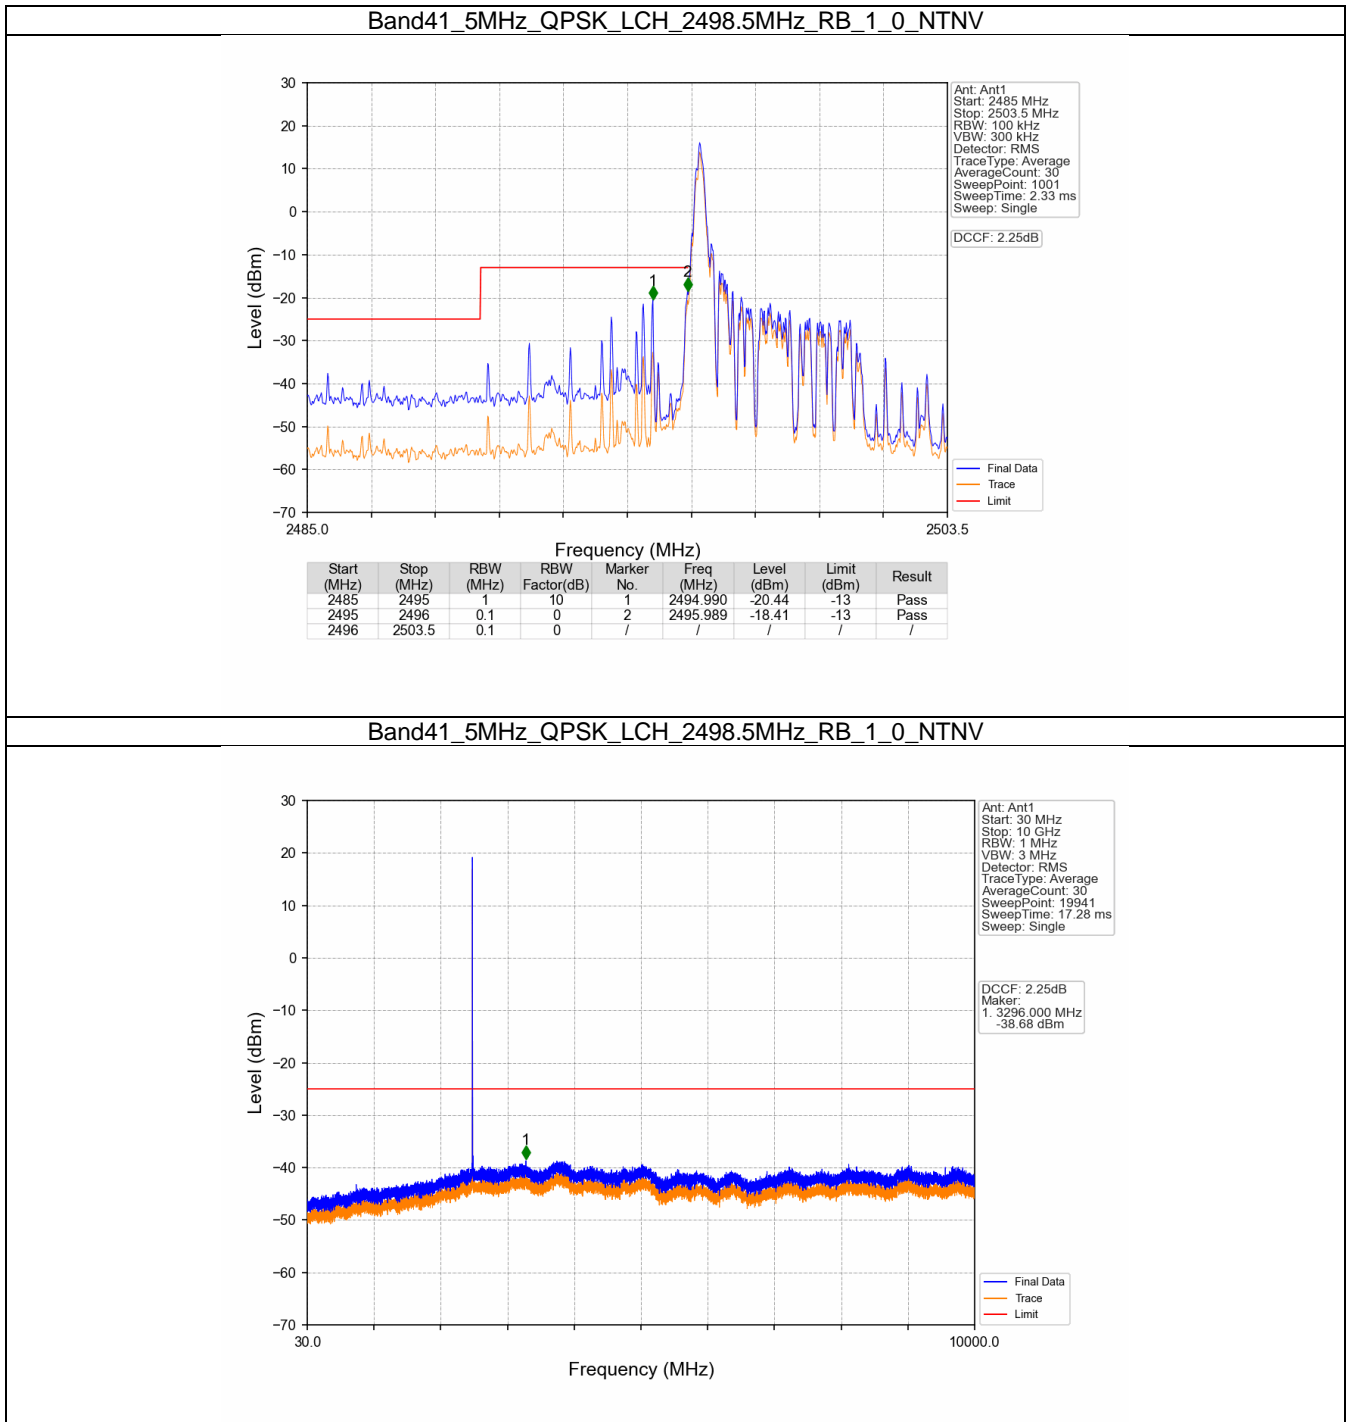 Band41_5MHz_QPSK_LCH_2498.5MHz_RB_1_0_NTNV
30
20
10
0
−10
−20
−30
−40
−50
−60
−70
Level (dBm)
1
2
2485.0
2503.5
Frequency (MHz)
Ant: Ant1
Start: 2485 MHz
Stop: 2503.5 MHz
RBW: 100 kHz
VBW: 300 kHz
Detector: RMS
TraceType: Average
AverageCount: 30
SweepPoint: 1001
SweepTime: 2.33 ms
Sweep: Single
DCCF: 2.25dB
Final Data
Trace
Limit
Start (MHz) Stop (MHz) RBW (MHz) RBW Factor(dB) Marker No. Freq (MHz) Level (dBm) Limit (dBm) Result
2485 2495 1 10 1 2494.990 -20.44 -13 Pass
2495 2496 0.1 0 2 2495.989 -18.41 -13 Pass
2496 2503.5 0.1 0 / / / / /
Band41_5MHz_QPSK_LCH_2498.5MHz_RB_1_0_NTNV
30
20
10
0
−10
−20
−30
−40
−50
−60
−70
Level (dBm)
1
30.0
10000.0
Frequency (MHz)
Ant: Ant1
Start: 30 MHz
Stop: 10 GHz
RBW: 1 MHz
VBW: 3 MHz
Detector: RMS
TraceType: Average
AverageCount: 30
SweepPoint: 19941
SweepTime: 17.28 ms
Sweep: Single
DCCF: 2.25dB
Maker:
1. 3296.000 MHz
-38.68 dBm
Final Data
Trace
Limit